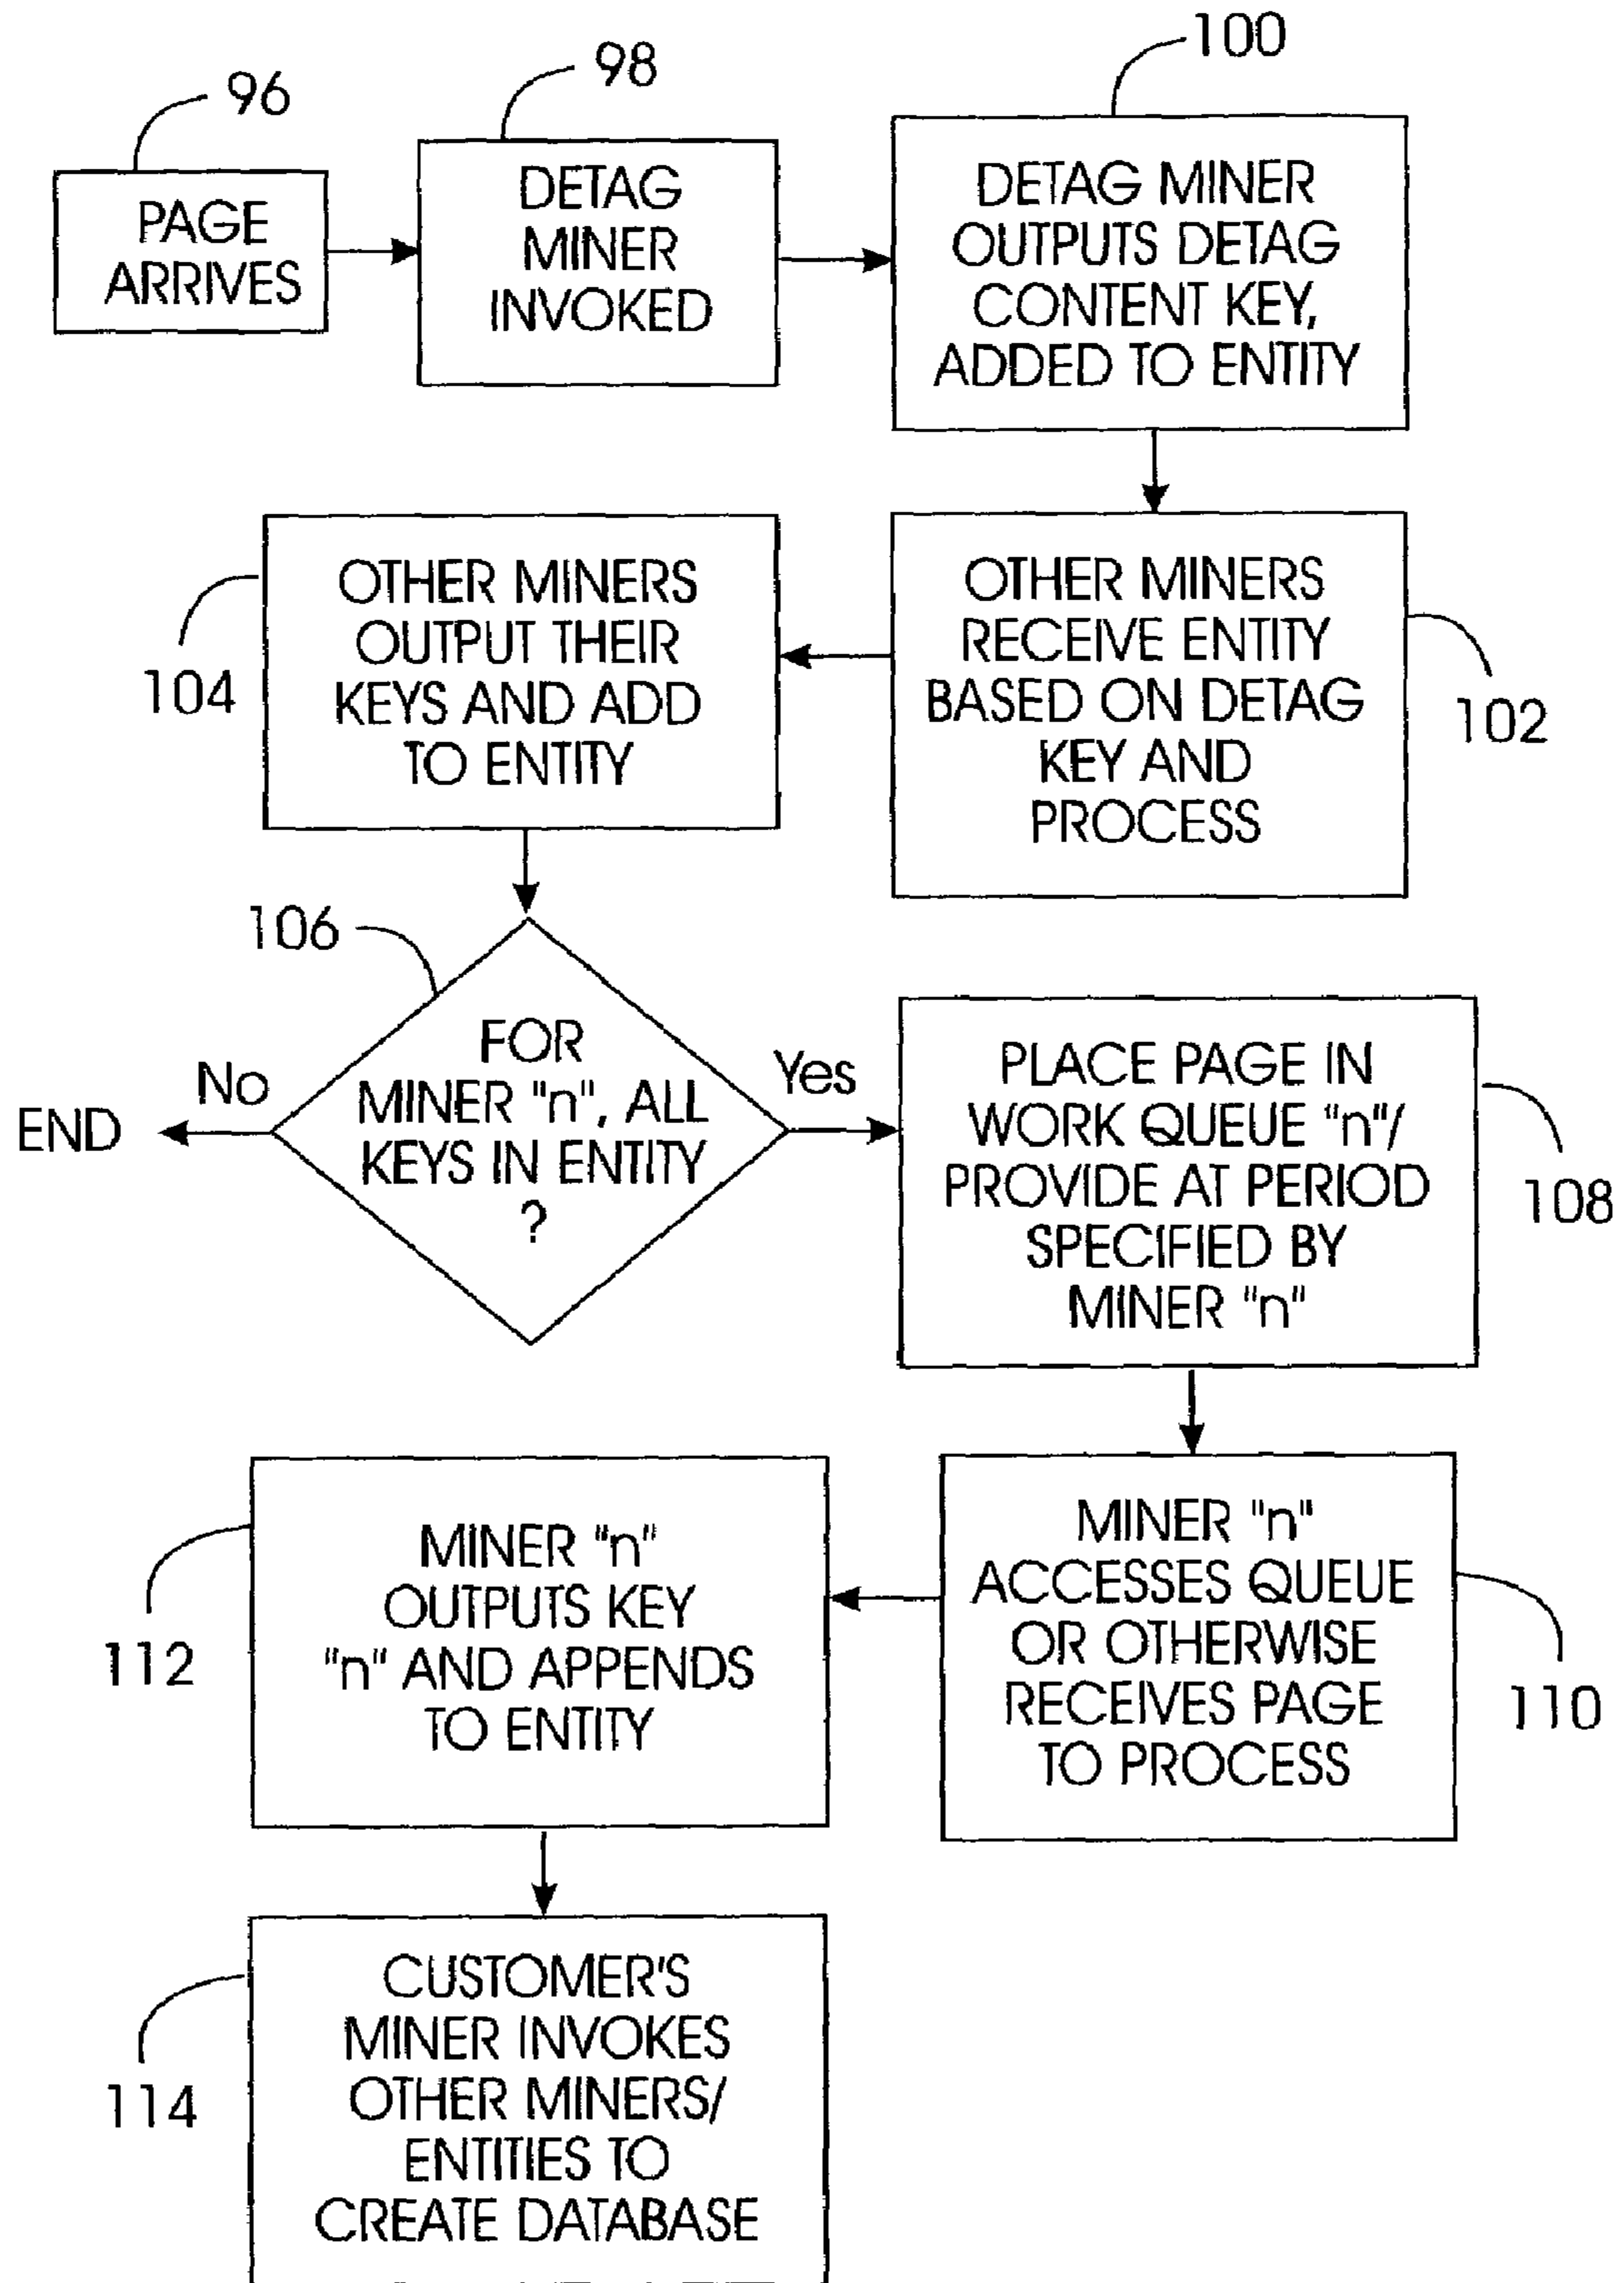 96
98
100
PAGE
ARRIVES
DETAG
MINER
INVOKED
DETAG MINER
OUTPUTS DETAG
CONTENT KEY,
ADDED TO ENTITY
OTHER MINERS
RECEIVE ENTITY
BASED ON DETAG
KEY AND
PROCESS
102
OTHER MINERS
OUTPUT THEIR
KEYS AND ADD
TO ENTITY
104
106
FOR
MINER "n", ALL
KEYS IN ENTITY
?
No
END
Yes
PLACE PAGE IN
WORK QUEUE "n"/
PROVIDE AT PERIOD
SPECIFIED BY
MINER "n"
108
MINER "n"
ACCESSES QUEUE
OR OTHERWISE
RECEIVES PAGE
TO PROCESS
110
MINER "n"
OUTPUTS KEY
"n" AND APPENDS
TO ENTITY
112
CUSTOMER'S
MINER INVOKES
OTHER MINERS/
ENTITIES TO
CREATE DATABASE
114